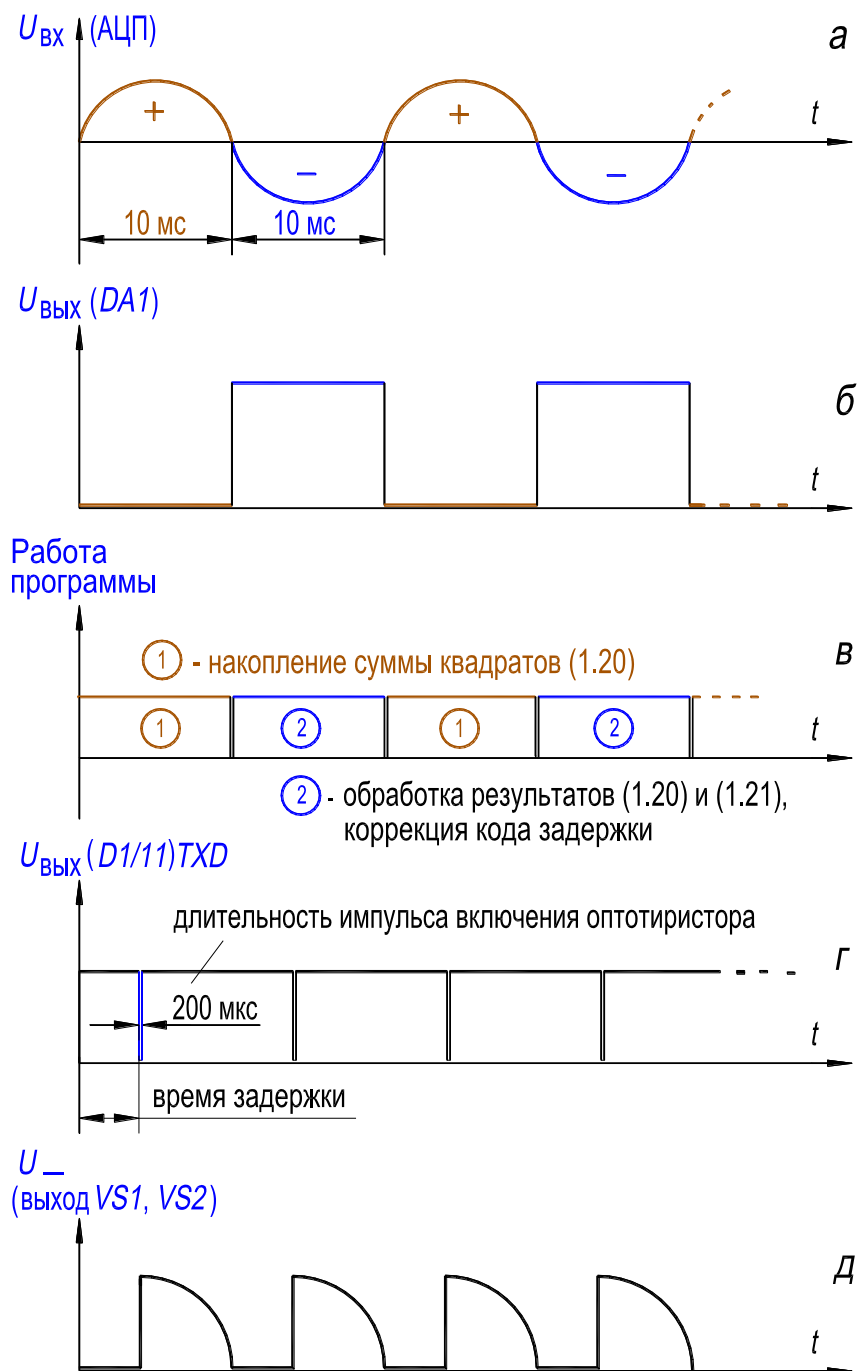 Uвх (АЦП)
а
+
+
t
–
–
10 мс
10 мс
Uвых (DA1)
б
t
Работа
программы
1 - накопление суммы квадратов (1.20)
в
1
2
1
2
t
2 - обработка результатов (1.20) и (1.21),
коррекция кода задержки
Uвых (D1/11)TXD
длительность импульса включения оптотиристора
г
200 мкс
t
время задержки
U _
(выход VS1, VS2)
д
t